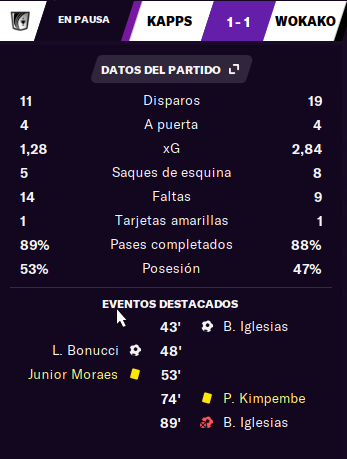 EN PAUSA KAPPS 1 - 1 WOKAKO
DATOS DEL PARTIDO
11 Disparos 19
4 A puerta 4
1,28 xG 2,84
5 Saques de esquina 8
14 Faltas 9
1 Tarjetas amarillas 1
89% Pases completados 88%
53% Posesión 47%
EVENTOS DESTACADOS
43' B. Iglesias
L. Bonucci 48'
Junior Moraes 53'
74' P. Kimpembe
89' B. Iglesias